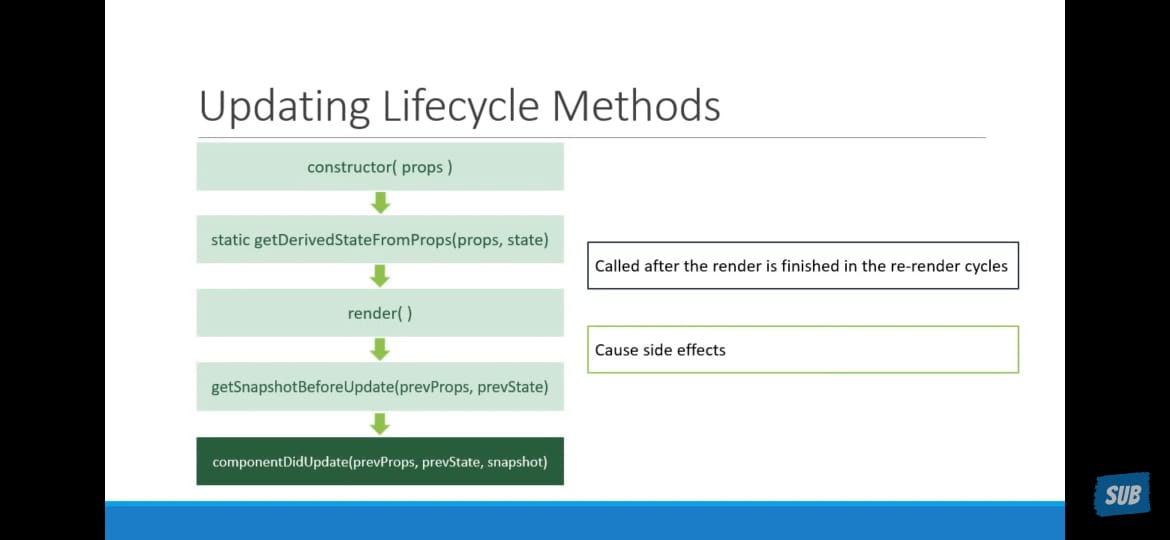 Updating Lifecycle Methods
constructor( props )
static getDerivedStateFromProps(props, state)
render( )
getSnapshotBeforeUpdate(prevProps, prevState)
componentDidUpdate(prevProps, prevState, snapshot)
Called after the render is finished in the re-render cycles
Cause side effects
SUB